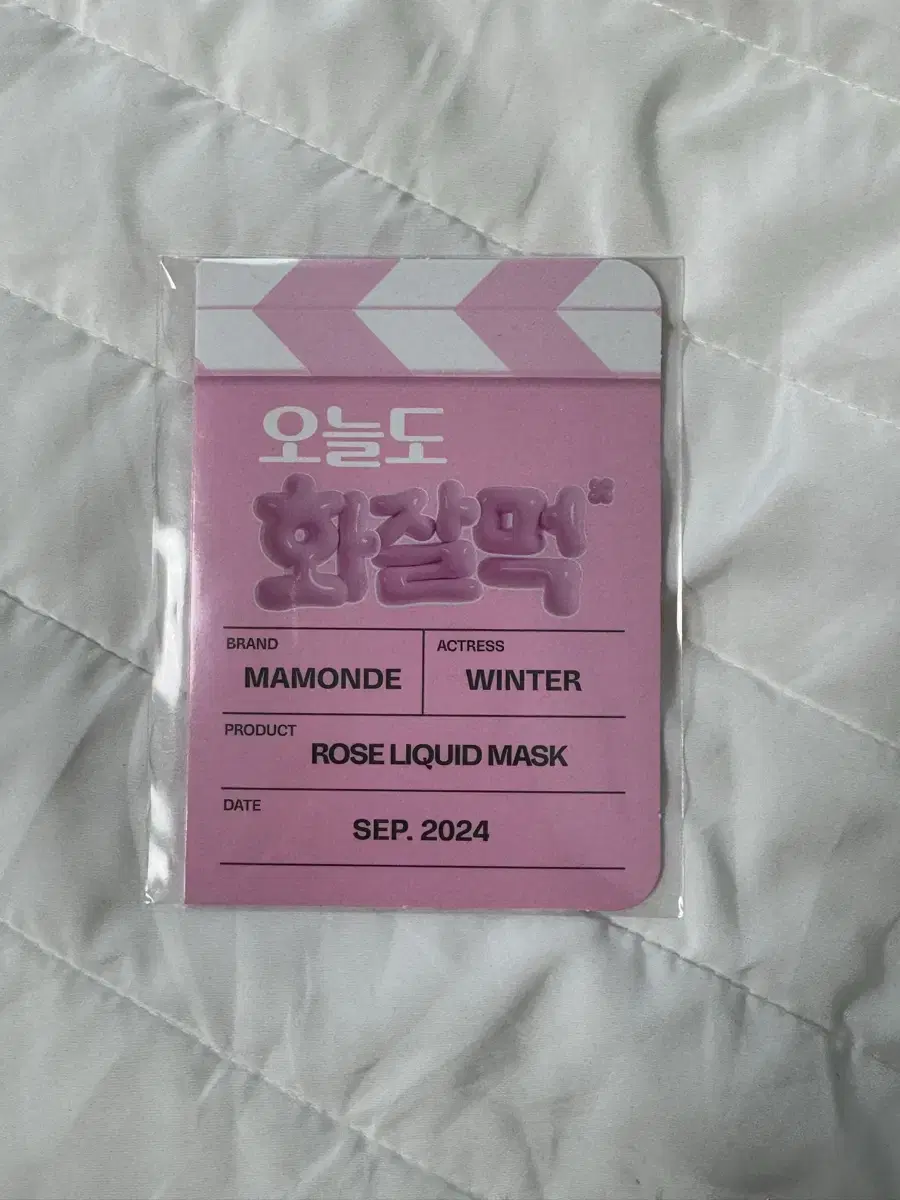 오늘도
화잘먹
BRAND
MAMONDE
ACTRESS
WINTER
PRODUCT
ROSE LIQUID MASK
DATE
SEP. 2024